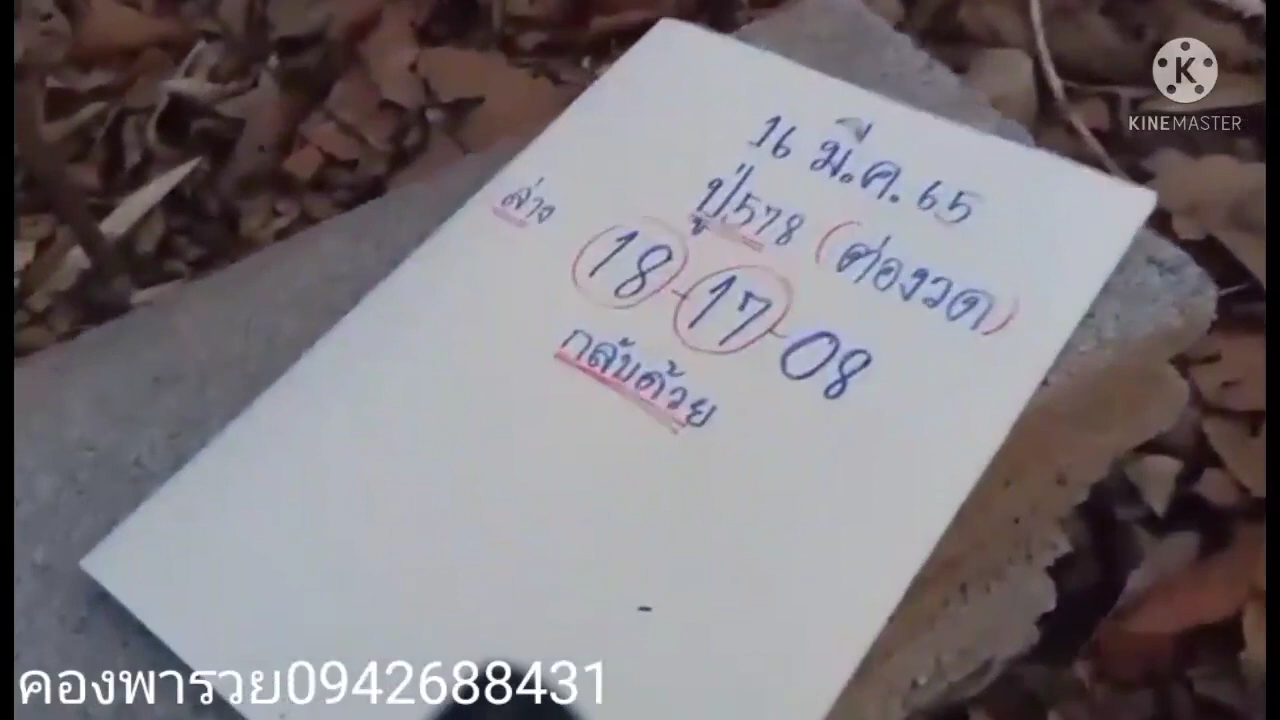 KINEMASTER
16 มี.ค. 65
ปู่578 (ต่องวด)
ล่าง
18-17-08
กลับด้วย
คองพารวย0942688431